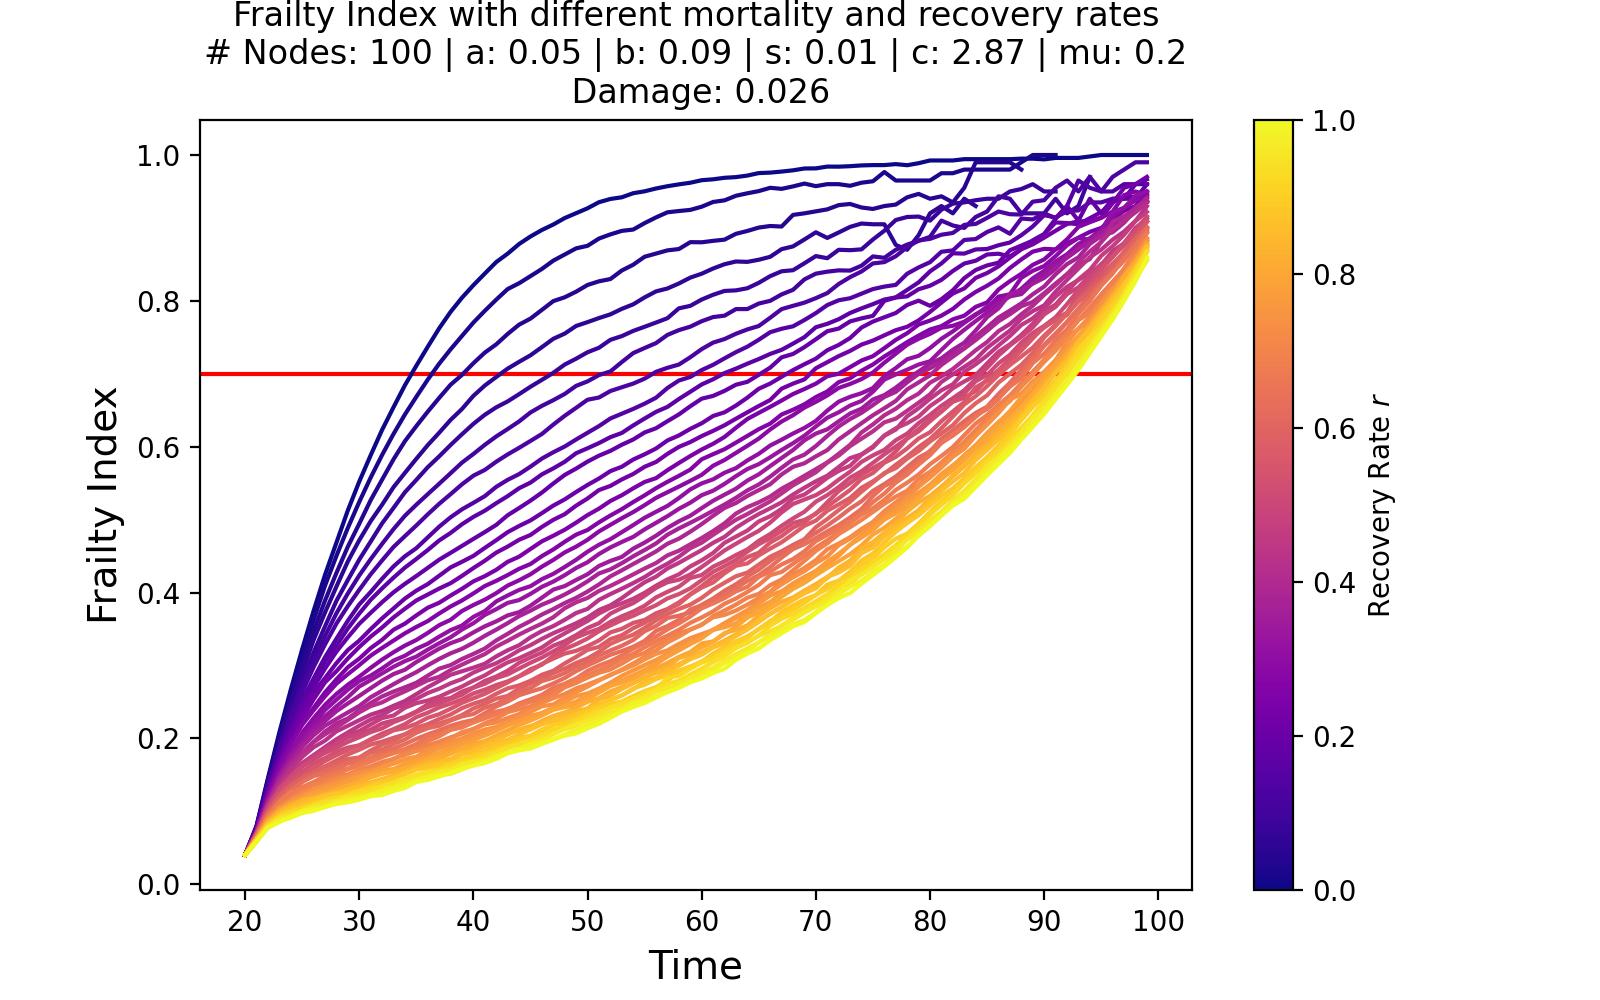 Frailty Index with different mortality and recovery rates
# Nodes: 100 | a: 0.05 | b: 0.09 | s: 0.01 | c: 2.87 | mu: 0.2
Damage: 0.026
1.0
0.8
0.6
0.4
0.2
0.0
Frailty Index
20 30 40 50 60 70 80 90 100
Time
1.0
0.8
0.6
0.4
0.2
0.0
Recovery Rate r